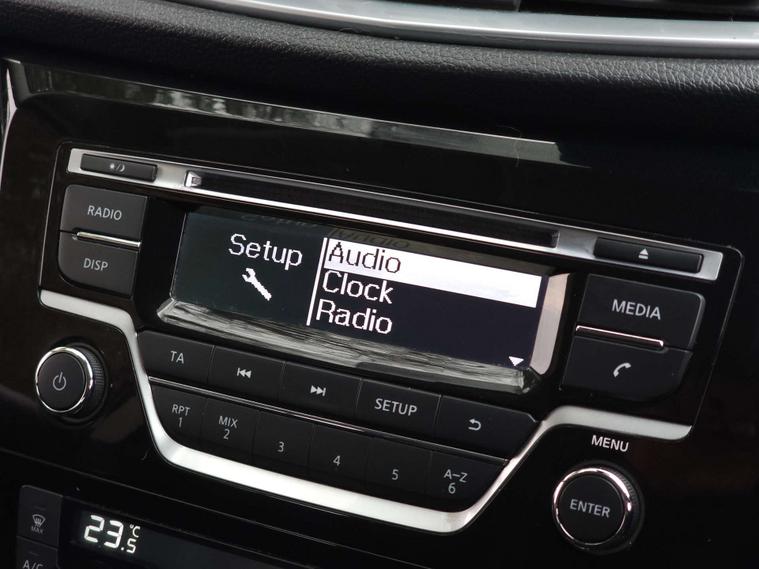 RADIO
DISP
Setup
Audio
Clock
Radio
MEDIA
TA
SETUP
RPT
1
MIX
2
3
4
5
A-Z
6
MENU
ENTER
MAX
A/C
23.5°C